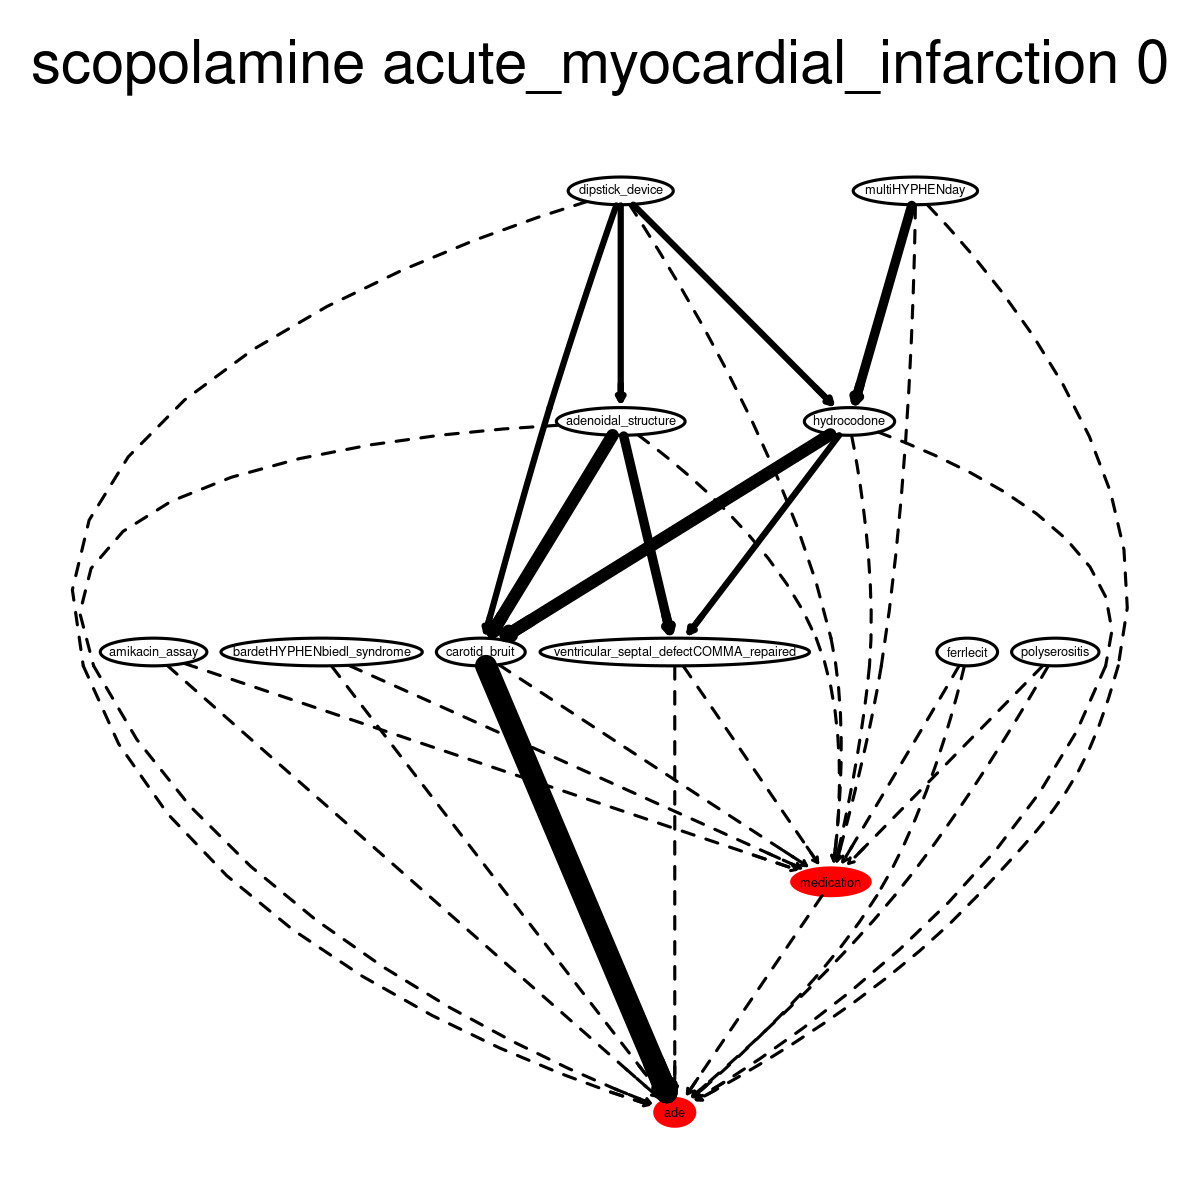 scopolamine acute_myocardial_infarction 0
dipstick_device
multiHYPHENday
adenoidal_structure
hydrocodone
amikacin_assay
bardetHYPHENbiedl_syndrome
carotid_bruit
ventricular_septal_defectCOMMA_repaired
ferrlecit
polyserositis
medication
ade